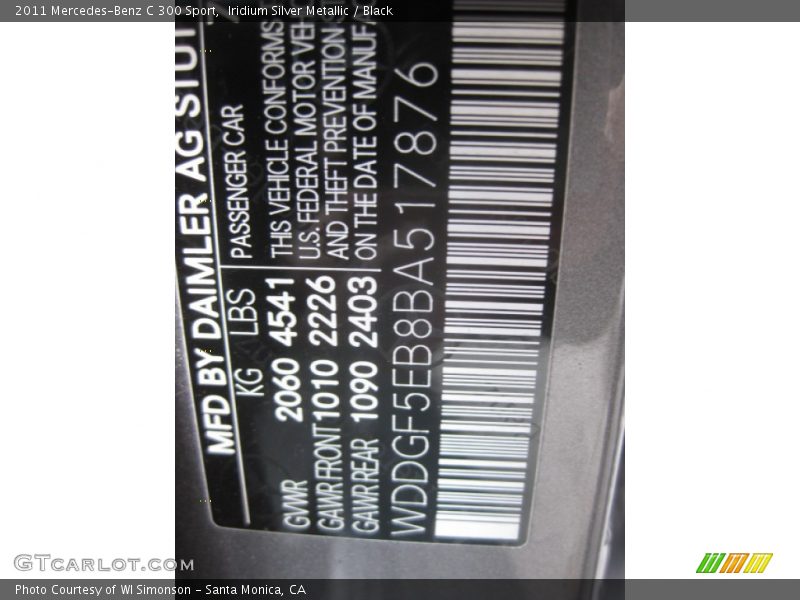 2011 Mercedes-Benz C 300 Sport,  Iridium Silver Metallic / Black
MFD BY DAIMLER AG STUT
KG LBS
GVWR 2060 4541
GAWR FRONT 1010 2226
GAWR REAR 1090 2403
PASSENGER CAR
THIS VEHICLE CONFORMS
U.S. FEDERAL MOTOR VEH
AND THEFT PREVENTION S
ON THE DATE OF MANUF
WDDGF5EB8BA517876
GTCARLOT.COM
Photo Courtesy of WI Simonson - Santa Monica, CA